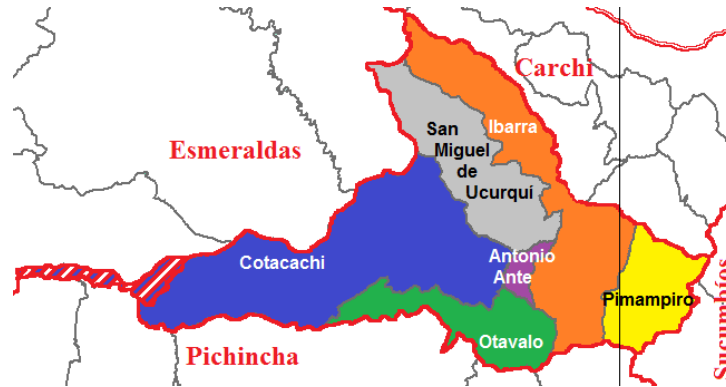 Carchi
Ibarra
San
Miguel
de
Ucurquí
Esmeraldas
Antonio
Ante
Cotacachi
Pimampiro
Sucumbíos
Otavalo
Pichincha